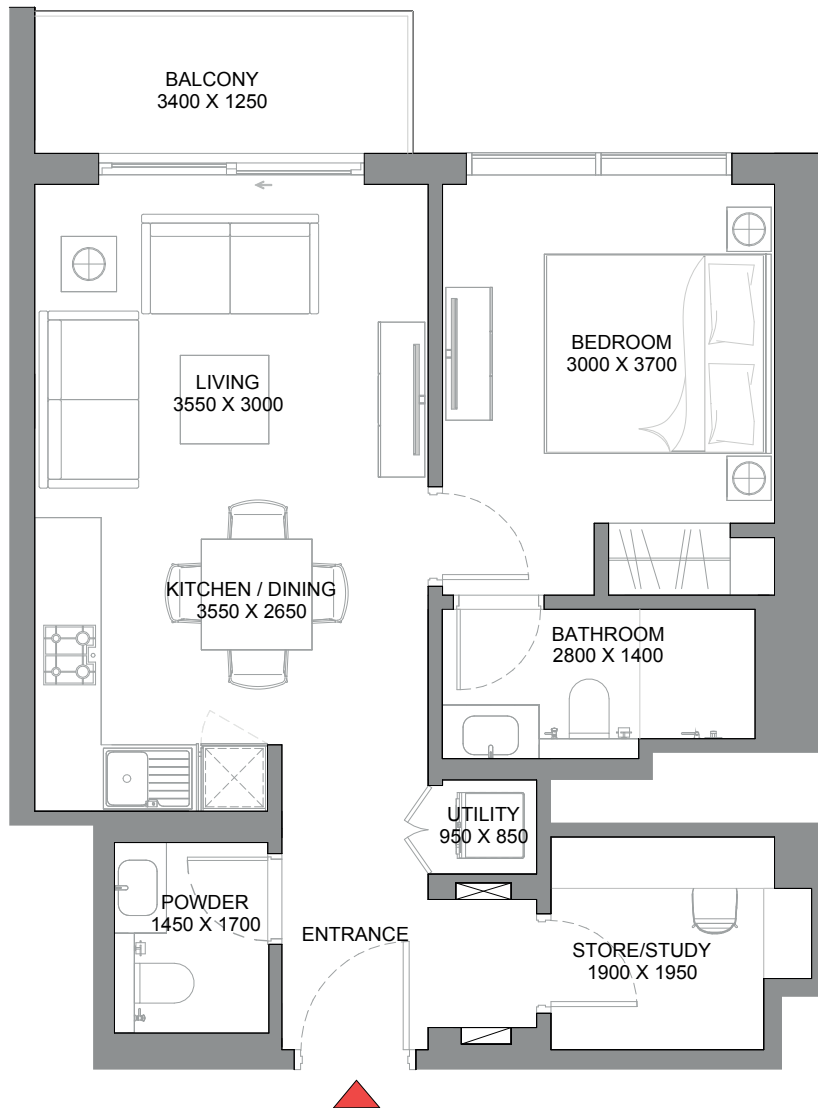 BALCONY
3400 X 1250
LIVING
3550 X 3000
BEDROOM
3000 X 3700
KITCHEN / DINING
3550 X 2650
BATHROOM
2800 X 1400
UTILITY
950 X 850
POWDER
1450 X 1700
ENTRANCE
STORE/STUDY
1900 X 1950